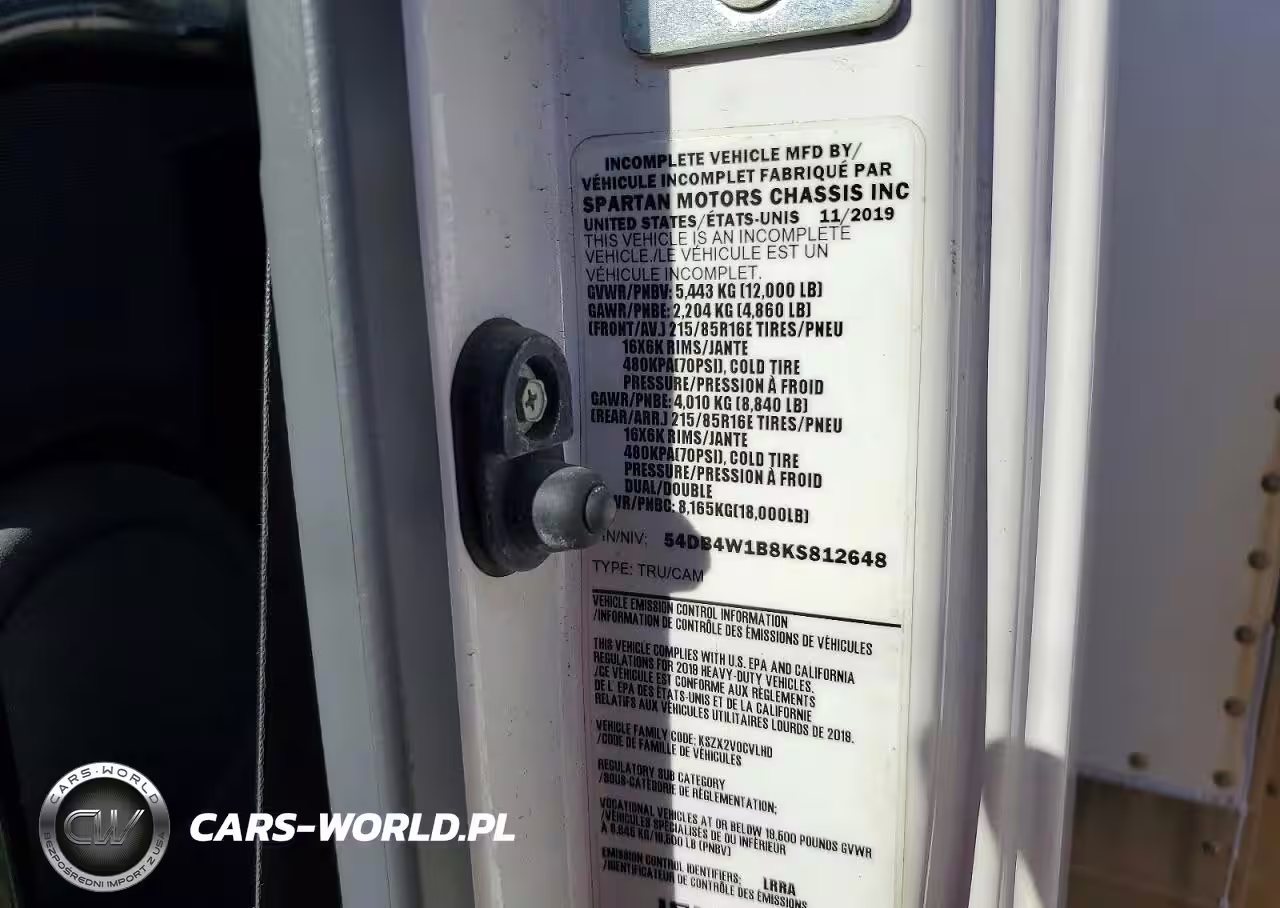 INCOMPLETE VEHICLE MFD BY/
VÉHICULE INCOMPLET FABRIQUÉ PAR
SPARTAN MOTORS CHASSIS INC
UNITED STATES/ÉTATS-UNIS 11/2019
THIS VEHICLE IS AN INCOMPLETE
VEHICLE./LE VÉHICULE EST UN
VÉHICULE INCOMPLET.
GVWR/PNBV: 5,443 KG (12,000 LB)
GAWR/PNBE: 2,204 KG (4,860 LB)
(FRONT/AV.) 215/85R16E TIRES/PNEU
16X6K RIMS/JANTE
480KPA(70PSI), COLD TIRE
PRESSURE/PRESSION À FROID
GAWR/PNBE: 4,010 KG (8,840 LB)
(REAR/ARR.) 215/85R16E TIRES/PNEU
16X6K RIMS/JANTE
480KPA(70PSI), COLD TIRE
PRESSURE/PRESSION À FROID
DUAL/DOUBLE
WR/PNBC: 8,165KG(18,000LB)
IN/NIV: 54DB4W1B8KS812648
TYPE: TRU/CAM
VEHICLE EMISSION CONTROL INFORMATION
/INFORMATION DE CONTRÔLE DES ÉMISSIONS DE VÉHICULES
THIS VEHICLE COMPLIES WITH U.S. EPA AND CALIFORNIA
REGULATIONS FOR 2018 HEAVY-DUTY VEHICLES.
/CE VÉHICULE EST CONFORME AUX RÈGLEMENTS
DE L' EPA DES ÉTATS-UNIS ET DE LA CALIFORNIE
RELATIFS AUX VÉHICULES UTILITAIRES LOURDS DE 2018.
VEHICLE FAMILY CODE: KSZX2VOCVLHD
/CODE DE FAMILLE DE VÉHICULES
REGULATORY SUB CATEGORY
/SOUS-CATÉGORIE DE RÉGLEMENTATION:
VOCATIONAL VEHICLES AT OR BELOW 19,500 POUNDS GVWR
/VÉHICULES SPÉCIALISÉS DE OU INFÉRIEUR
À 8,845 KG/19,500 LB (PNBV)
EMISSION CONTROL IDENTIFIERS: LRRA
/IDENTIFICATEUR DE CONTRÔLE DES ÉMISSIONS
CARS-WORLD
CW
BEZPOŚREDNI IMPORT Z USA
CARS-WORLD.PL